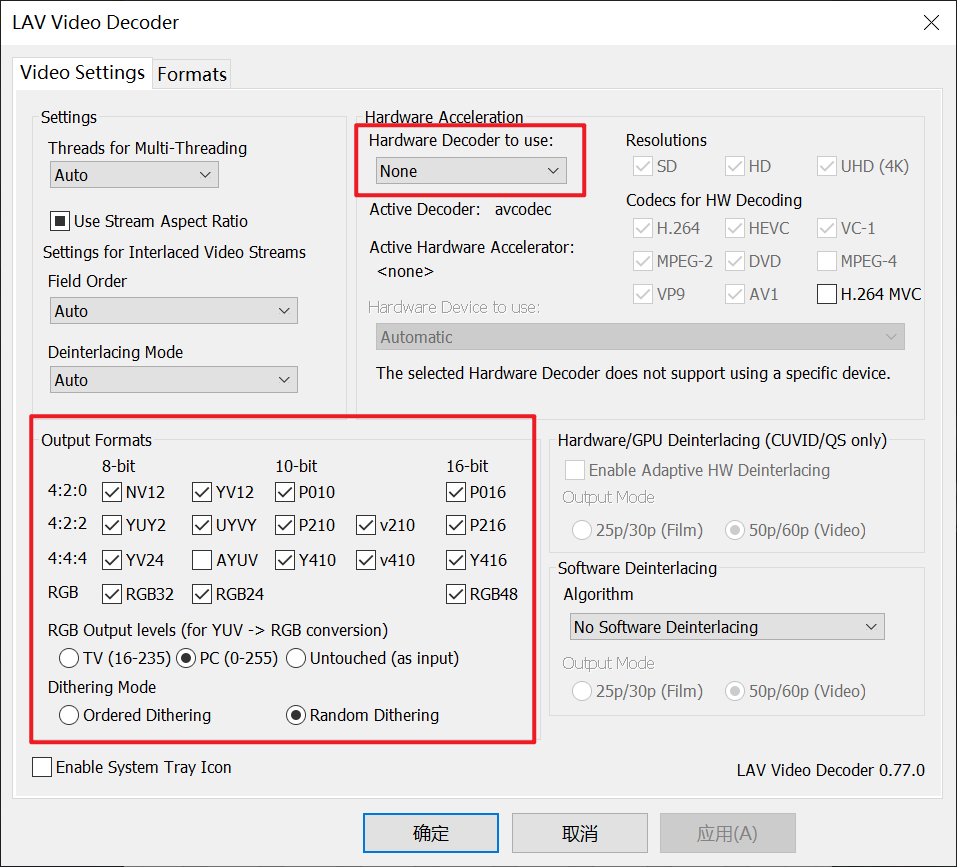 LAV Video Decoder
Video Settings
Formats
Settings
Threads for Multi-Threading
Auto
Use Stream Aspect Ratio
Settings for Interlaced Video Streams
Field Order
Auto
Deinterlacing Mode
Auto
Hardware Acceleration
Hardware Decoder to use:
None
Active Decoder: avcodec
Active Hardware Accelerator:
<none>
Hardware Device to use:
Automatic
The selected Hardware Decoder does not support using a specific device.
Resolutions
SD HD UHD (4K)
Codecs for HW Decoding
H.264 HEVC VC-1
MPEG-2 DVD MPEG-4
VP9 AV1 H.264 MVC
Output Formats
8-bit 10-bit 16-bit
4:2:0 NV12 YV12 P010 P016
4:2:2 YUY2 UYVY P210 v210 P216
4:4:4 YV24 AYUV Y410 v410 Y416
RGB RGB32 RGB24 RGB48
RGB Output levels (for YUV -> RGB conversion)
TV (16-235) PC (0-255) Untouched (as input)
Dithering Mode
Ordered Dithering Random Dithering
Hardware/GPU Deinterlacing (CUVID/QS only)
Enable Adaptive HW Deinterlacing
Output Mode
25p/30p (Film) 50p/60p (Video)
Software Deinterlacing
Algorithm
No Software Deinterlacing
Output Mode
25p/30p (Film) 50p/60p (Video)
Enable System Tray Icon
LAV Video Decoder 0.77.0
确定 取消 应用(A)